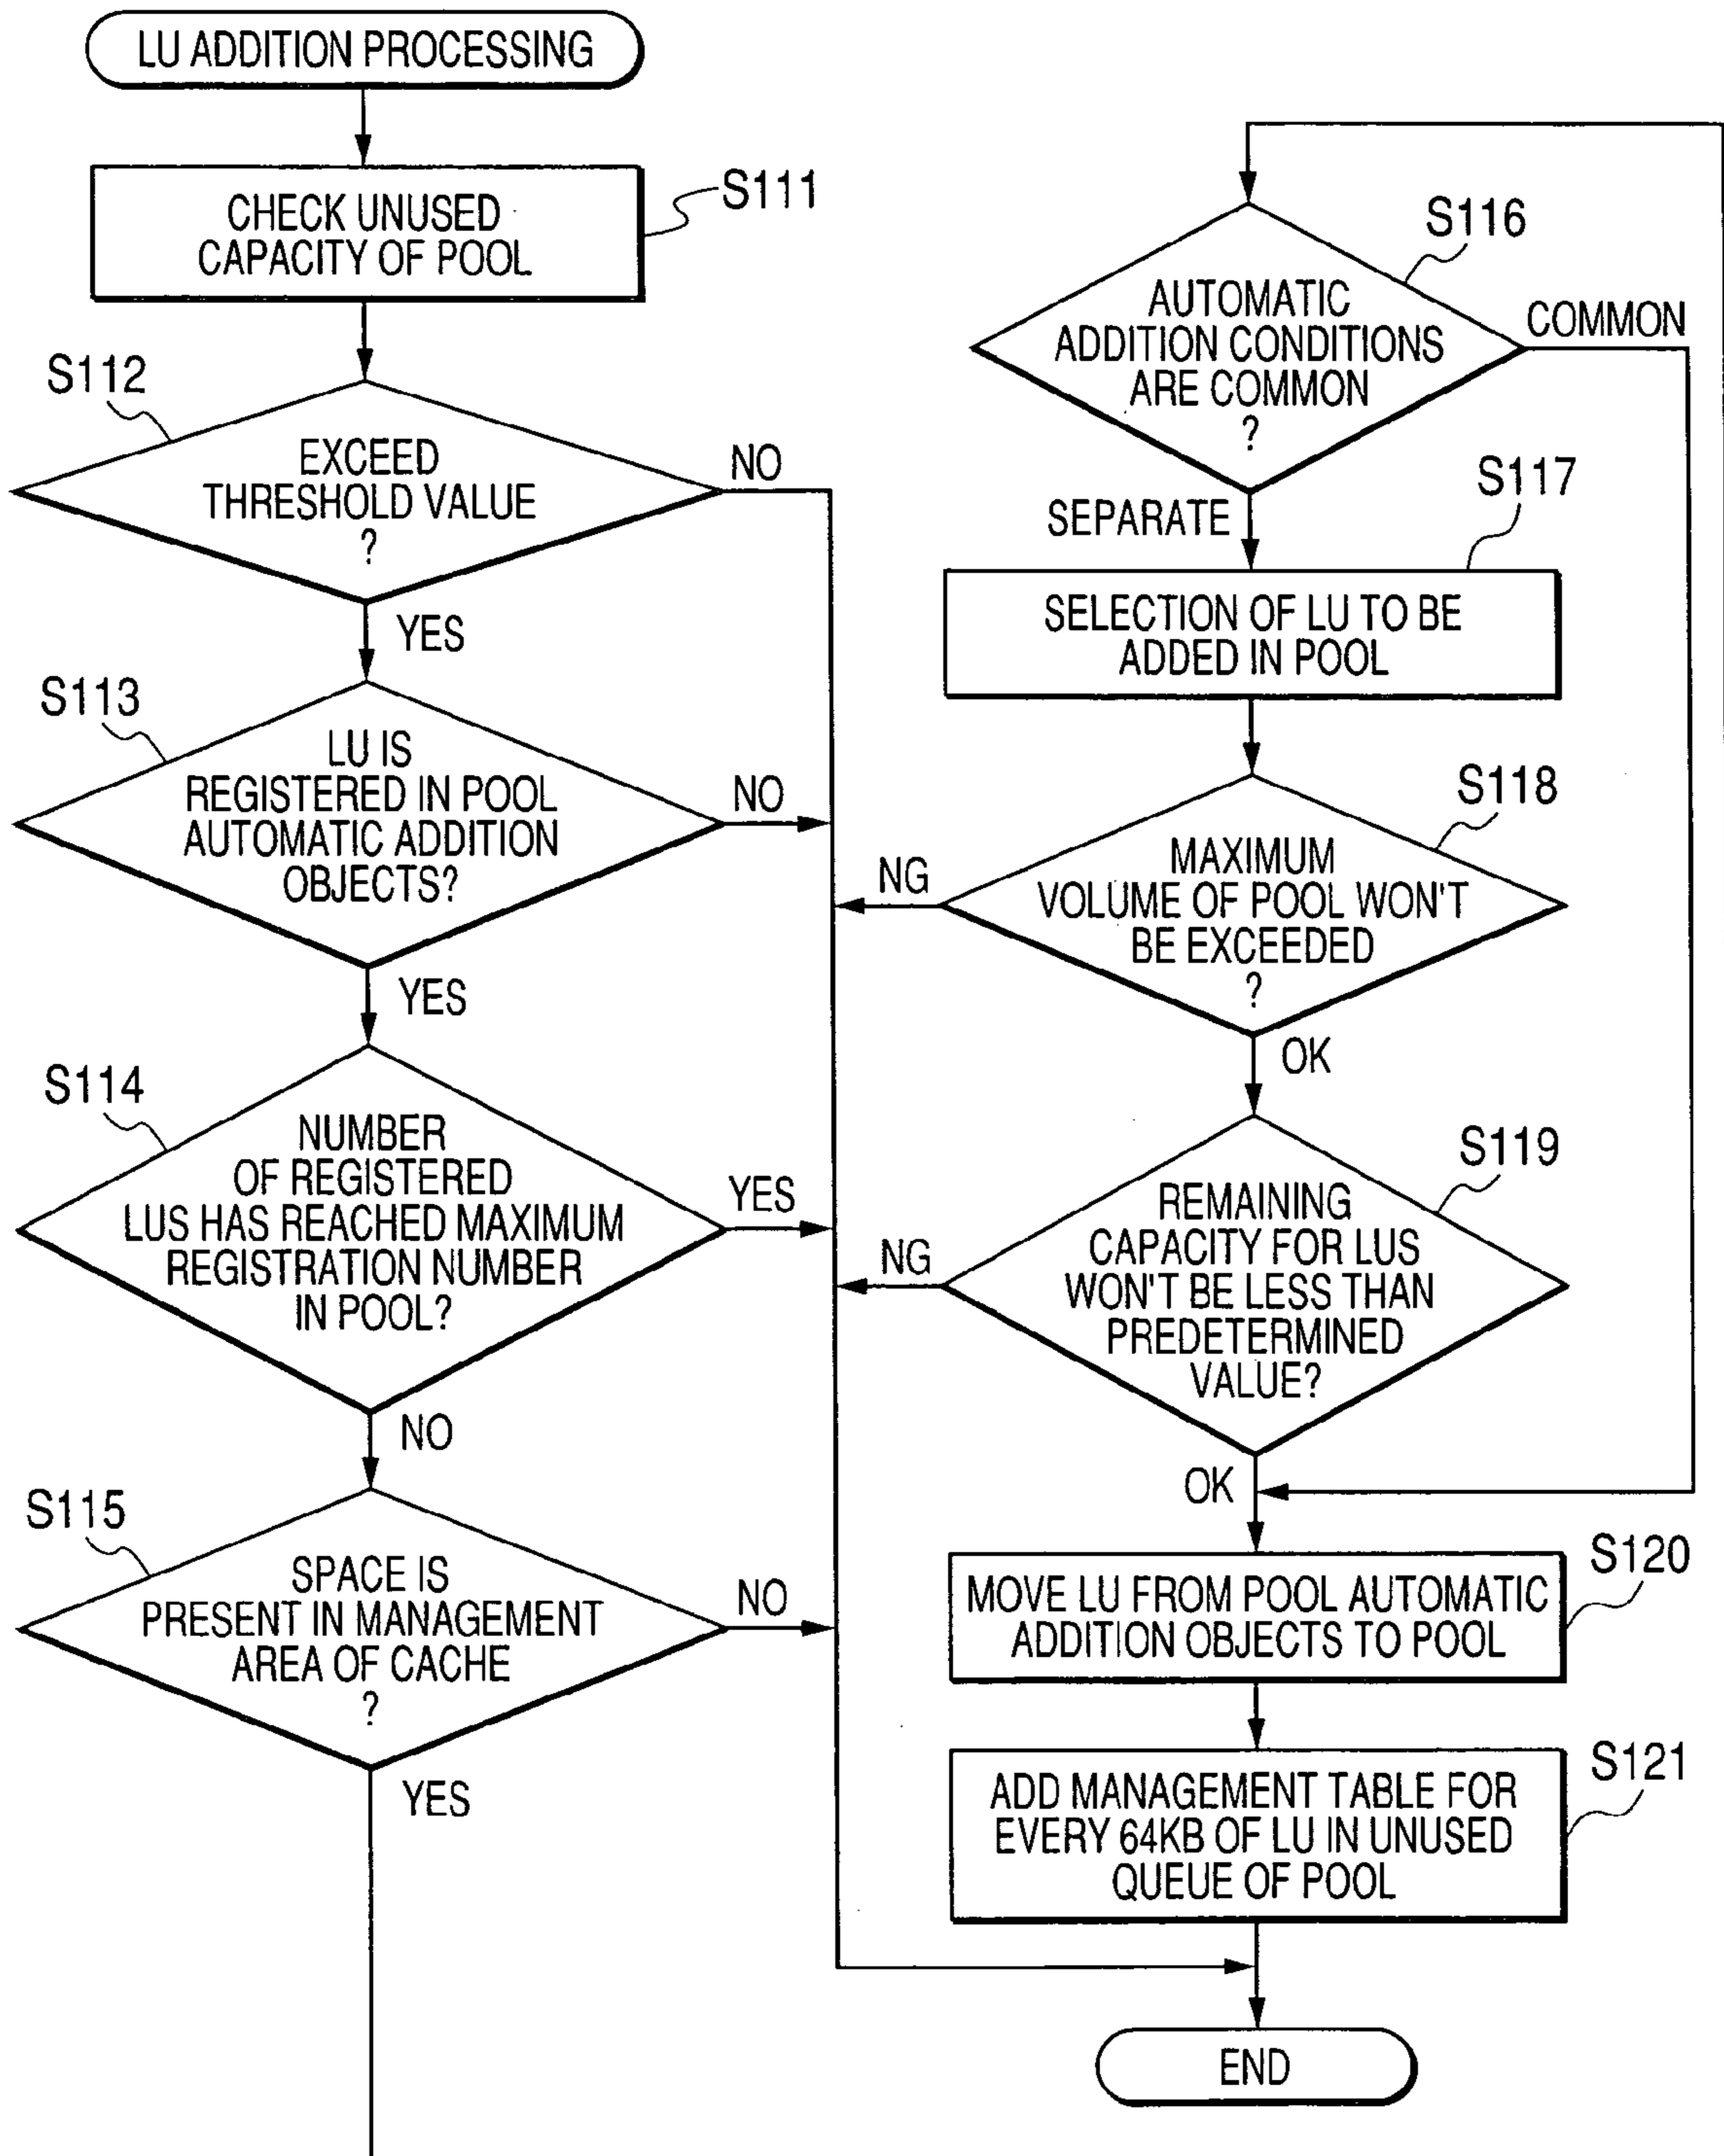 LU ADDITION PROCESSING
CHECK UNUSED
CAPACITY OF POOL
S111
S112
EXCEED
THRESHOLD VALUE
?
NO
YES
S113
LU IS
REGISTERED IN POOL
AUTOMATIC ADDITION
OBJECTS?
NO
YES
S114
NUMBER
OF REGISTERED
LUS HAS REACHED MAXIMUM
REGISTRATION NUMBER
IN POOL?
YES
NO
S115
SPACE IS
PRESENT IN MANAGEMENT
AREA OF CACHE
?
NO
YES
S116
AUTOMATIC
ADDITION CONDITIONS
ARE COMMON
?
COMMON
SEPARATE
S117
SELECTION OF LU TO BE
ADDED IN POOL
S118
MAXIMUM
VOLUME OF POOL WON'T
BE EXCEEDED
?
NG
OK
S119
REMAINING
CAPACITY FOR LUS
WON'T BE LESS THAN
PREDETERMINED
VALUE?
NG
OK
S120
MOVE LU FROM POOL AUTOMATIC
ADDITION OBJECTS TO POOL
S121
ADD MANAGEMENT TABLE FOR
EVERY 64KB OF LU IN UNUSED
QUEUE OF POOL
END